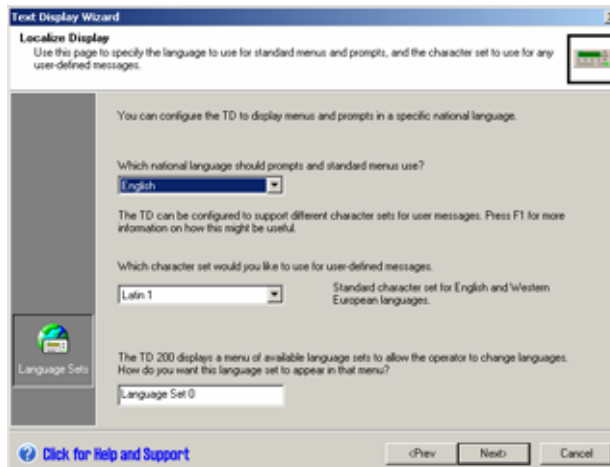 Text Display Wizard
Localize Display
Use this page to specify the language to use for standard menus and prompts, and the character set to use for any
user-defined messages.
You can configure the TD to display menus and prompts in a specific national language.
Which national language should prompts and standard menus use?
English
The TD can be configured to support different character sets for user messages. Press F1 for more
information on how this might be useful.
Which character set would you like to use for user-defined messages.
Latin 1
Standard character set for English and Western
European languages.
Language Sets
The TD 200 displays a menu of available language sets to allow the operator to change languages.
How do you want this language set to appear in that menu?
Language Set 0
Click for Help and Support
<Prev
Next>
Cancel